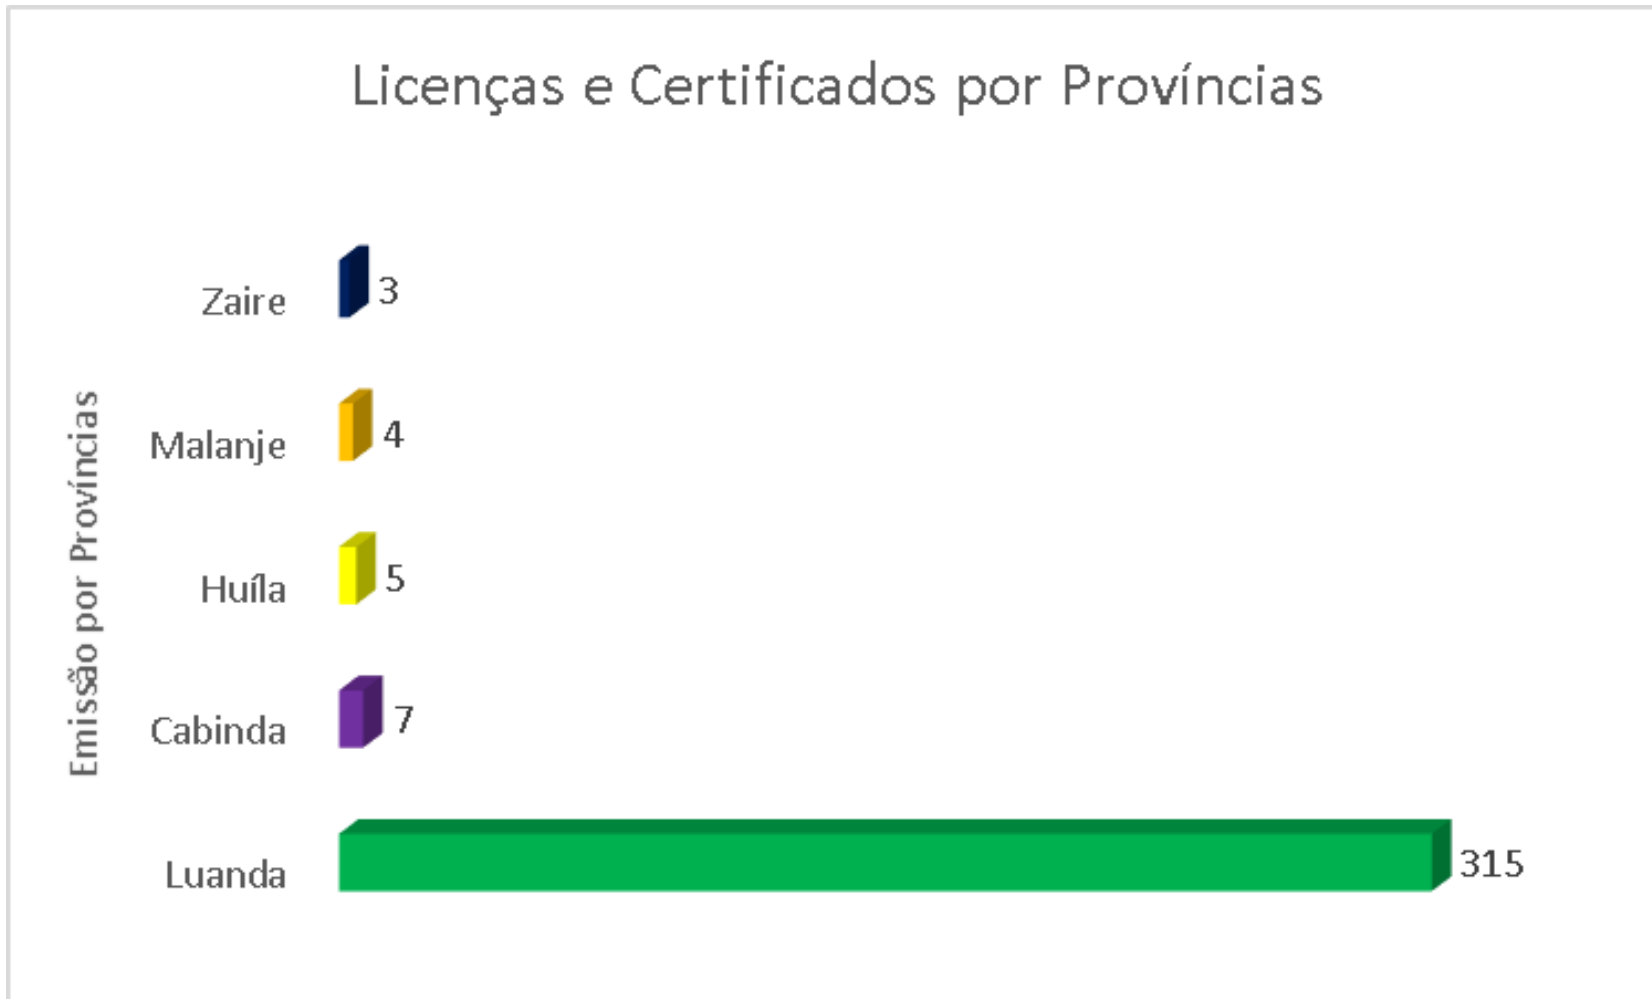 Licenças e Certificados por Províncias
Emissão por Províncias
Zaire 3
Malanje 4
Huíla 5
Cabinda 7
Luanda 315